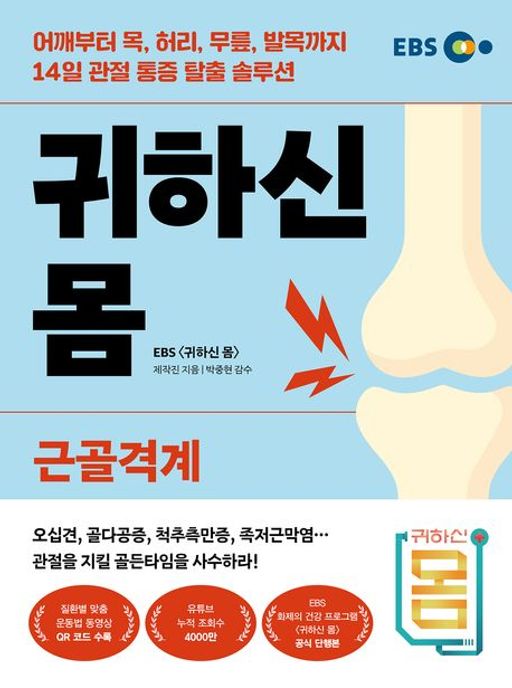 어깨부터 목, 허리, 무릎, 발목까지
14일 관절 통증 탈출 솔루션
EBS
귀하신
몸
EBS 〈귀하신 몸〉
제작진 지음 | 박중현 감수
근골격계
오십견, 골다공증, 척추측만증, 족저근막염…
관절을 지킬 골든타임을 사수하라!
질환별 맞춤
운동법 동영상
QR 코드 수록
유튜브
누적 조회수
4000만
EBS
화제의 건강 프로그램
〈귀하신 몸〉
공식 단행본
귀하신
몸